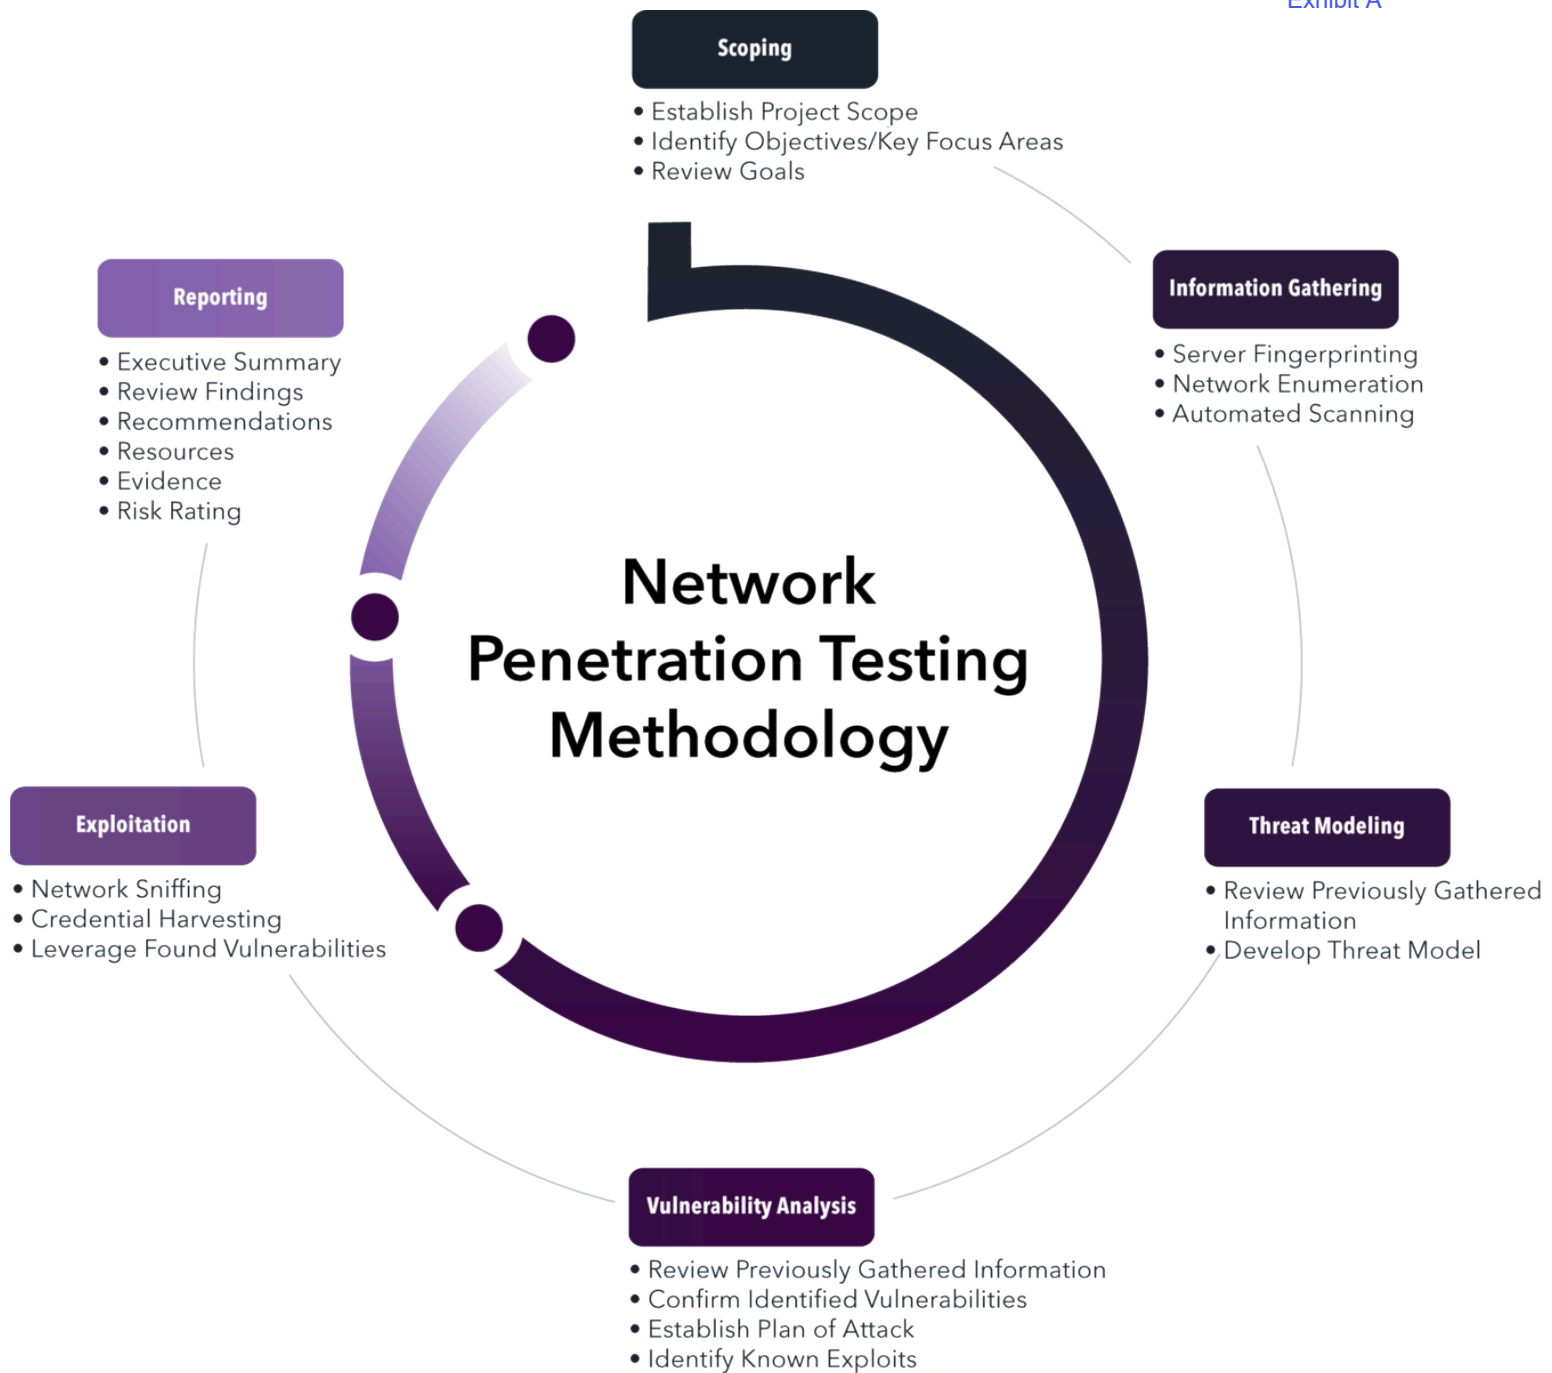 Exhibit A
Scoping
• Establish Project Scope
• Identify Objectives/Key Focus Areas
• Review Goals
Information Gathering
• Server Fingerprinting
• Network Enumeration
• Automated Scanning
Threat Modeling
• Review Previously Gathered
Information
• Develop Threat Model
Vulnerability Analysis
• Review Previously Gathered Information
• Confirm Identified Vulnerabilities
• Establish Plan of Attack
• Identify Known Exploits
Exploitation
• Network Sniffing
• Credential Harvesting
• Leverage Found Vulnerabilities
Reporting
• Executive Summary
• Review Findings
• Recommendations
• Resources
• Evidence
• Risk Rating
Network
Penetration Testing
Methodology